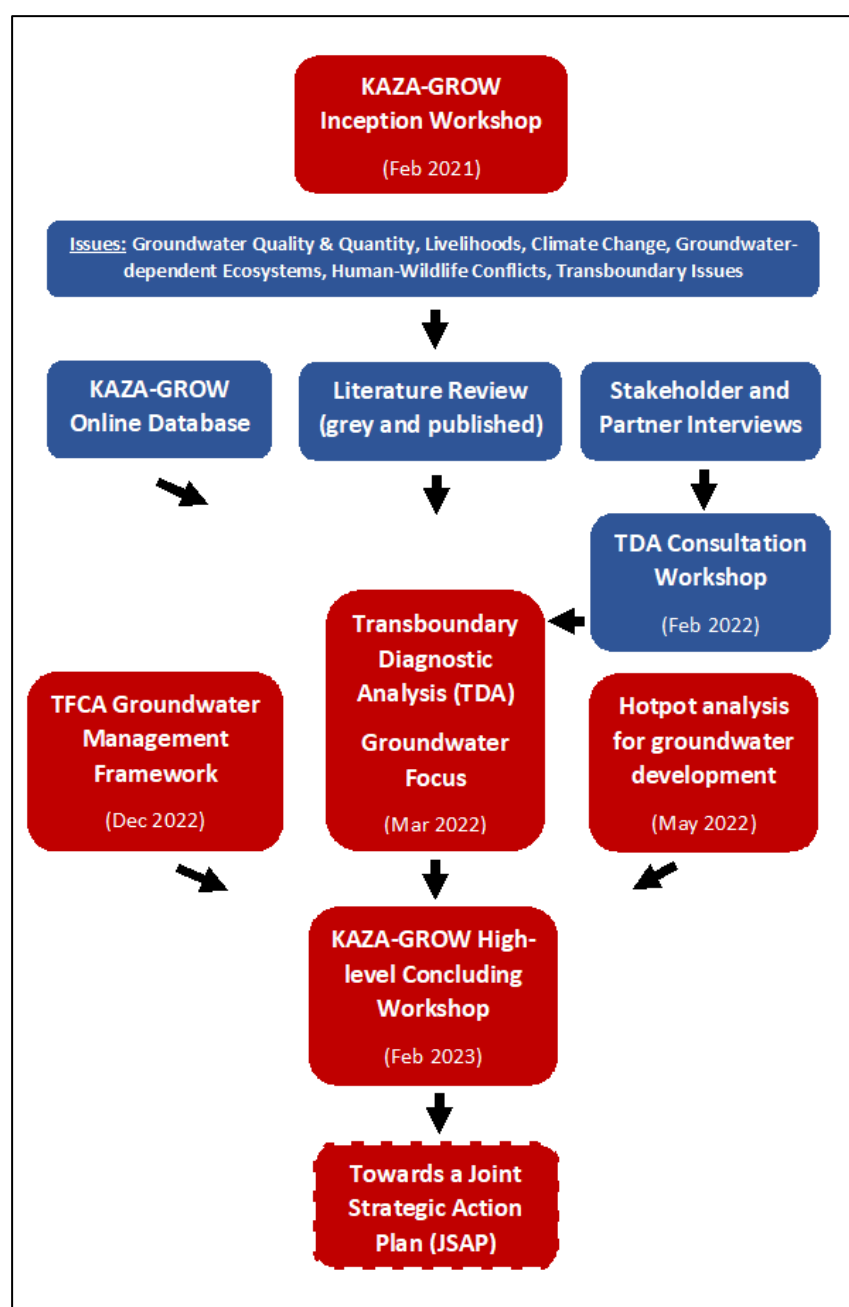 KAZA-GROW
Inception Workshop
(Feb 2021)
Issues: Groundwater Quality & Quantity, Livelihoods, Climate Change, Groundwater-
dependent Ecosystems, Human-Wildlife Conflicts, Transboundary Issues
KAZA-GROW
Online Database
Literature Review
(grey and published)
Stakeholder and
Partner Interviews
TDA Consultation
Workshop
(Feb 2022)
Transboundary
Diagnostic
Analysis (TDA)
Groundwater
Focus
(Mar 2022)
TFCA Groundwater
Management
Framework
(Dec 2022)
Hotpot analysis
for groundwater
development
(May 2022)
KAZA-GROW High-
level Concluding
Workshop
(Feb 2023)
Towards a Joint
Strategic Action
Plan (JSAP)